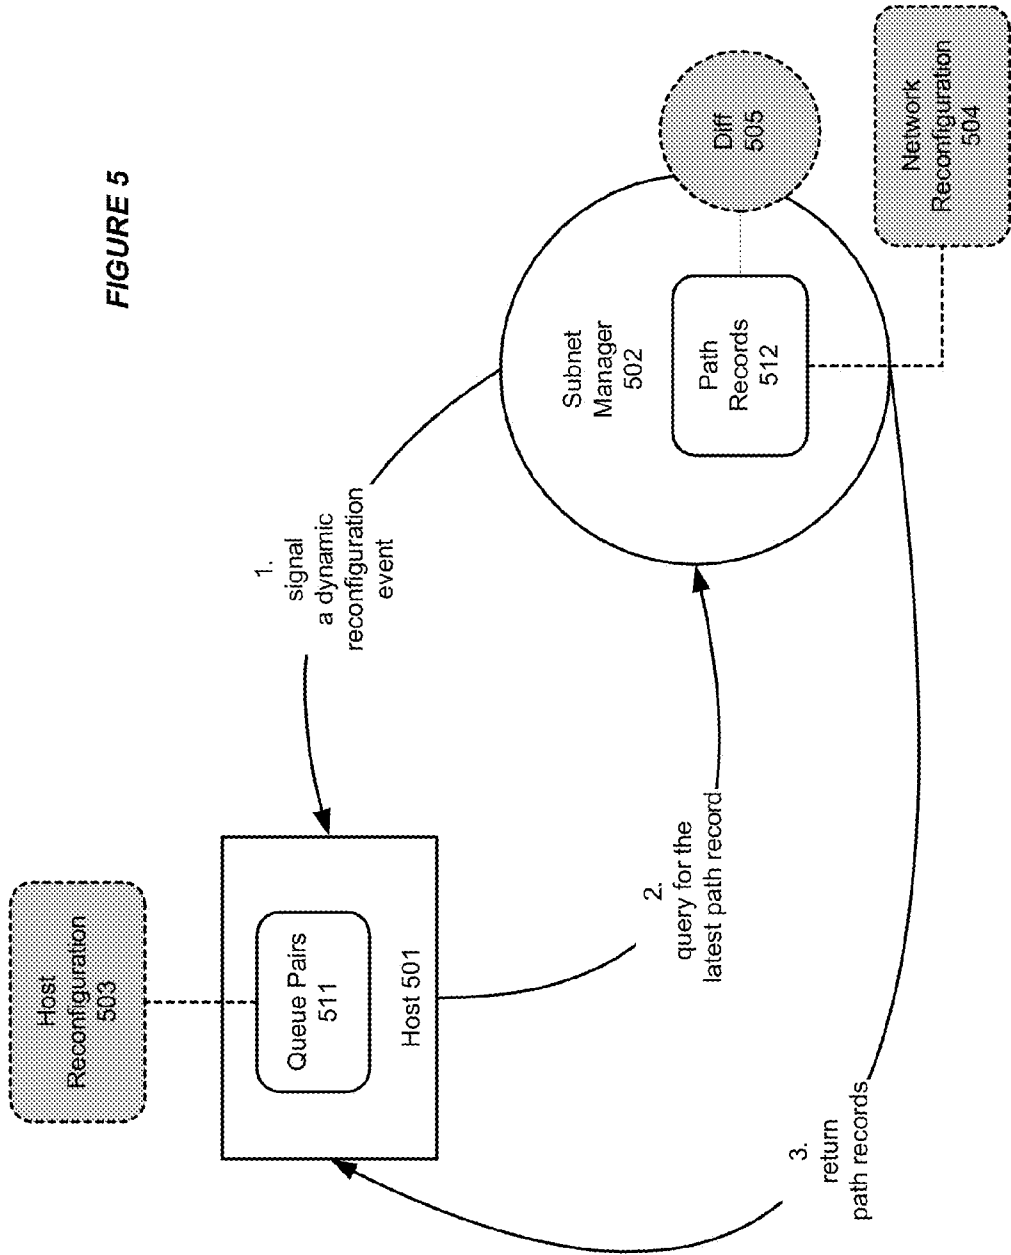 FIGURE 5
Host
Reconfiguration
503
Queue Pairs
511
Host 501
1.
signal
a dynamic
reconfiguration
event
2.
query for the
latest path record
3.
return
path records
Subnet
Manager
502
Path
Records
512
Diff
505
Network
Reconfiguration
504